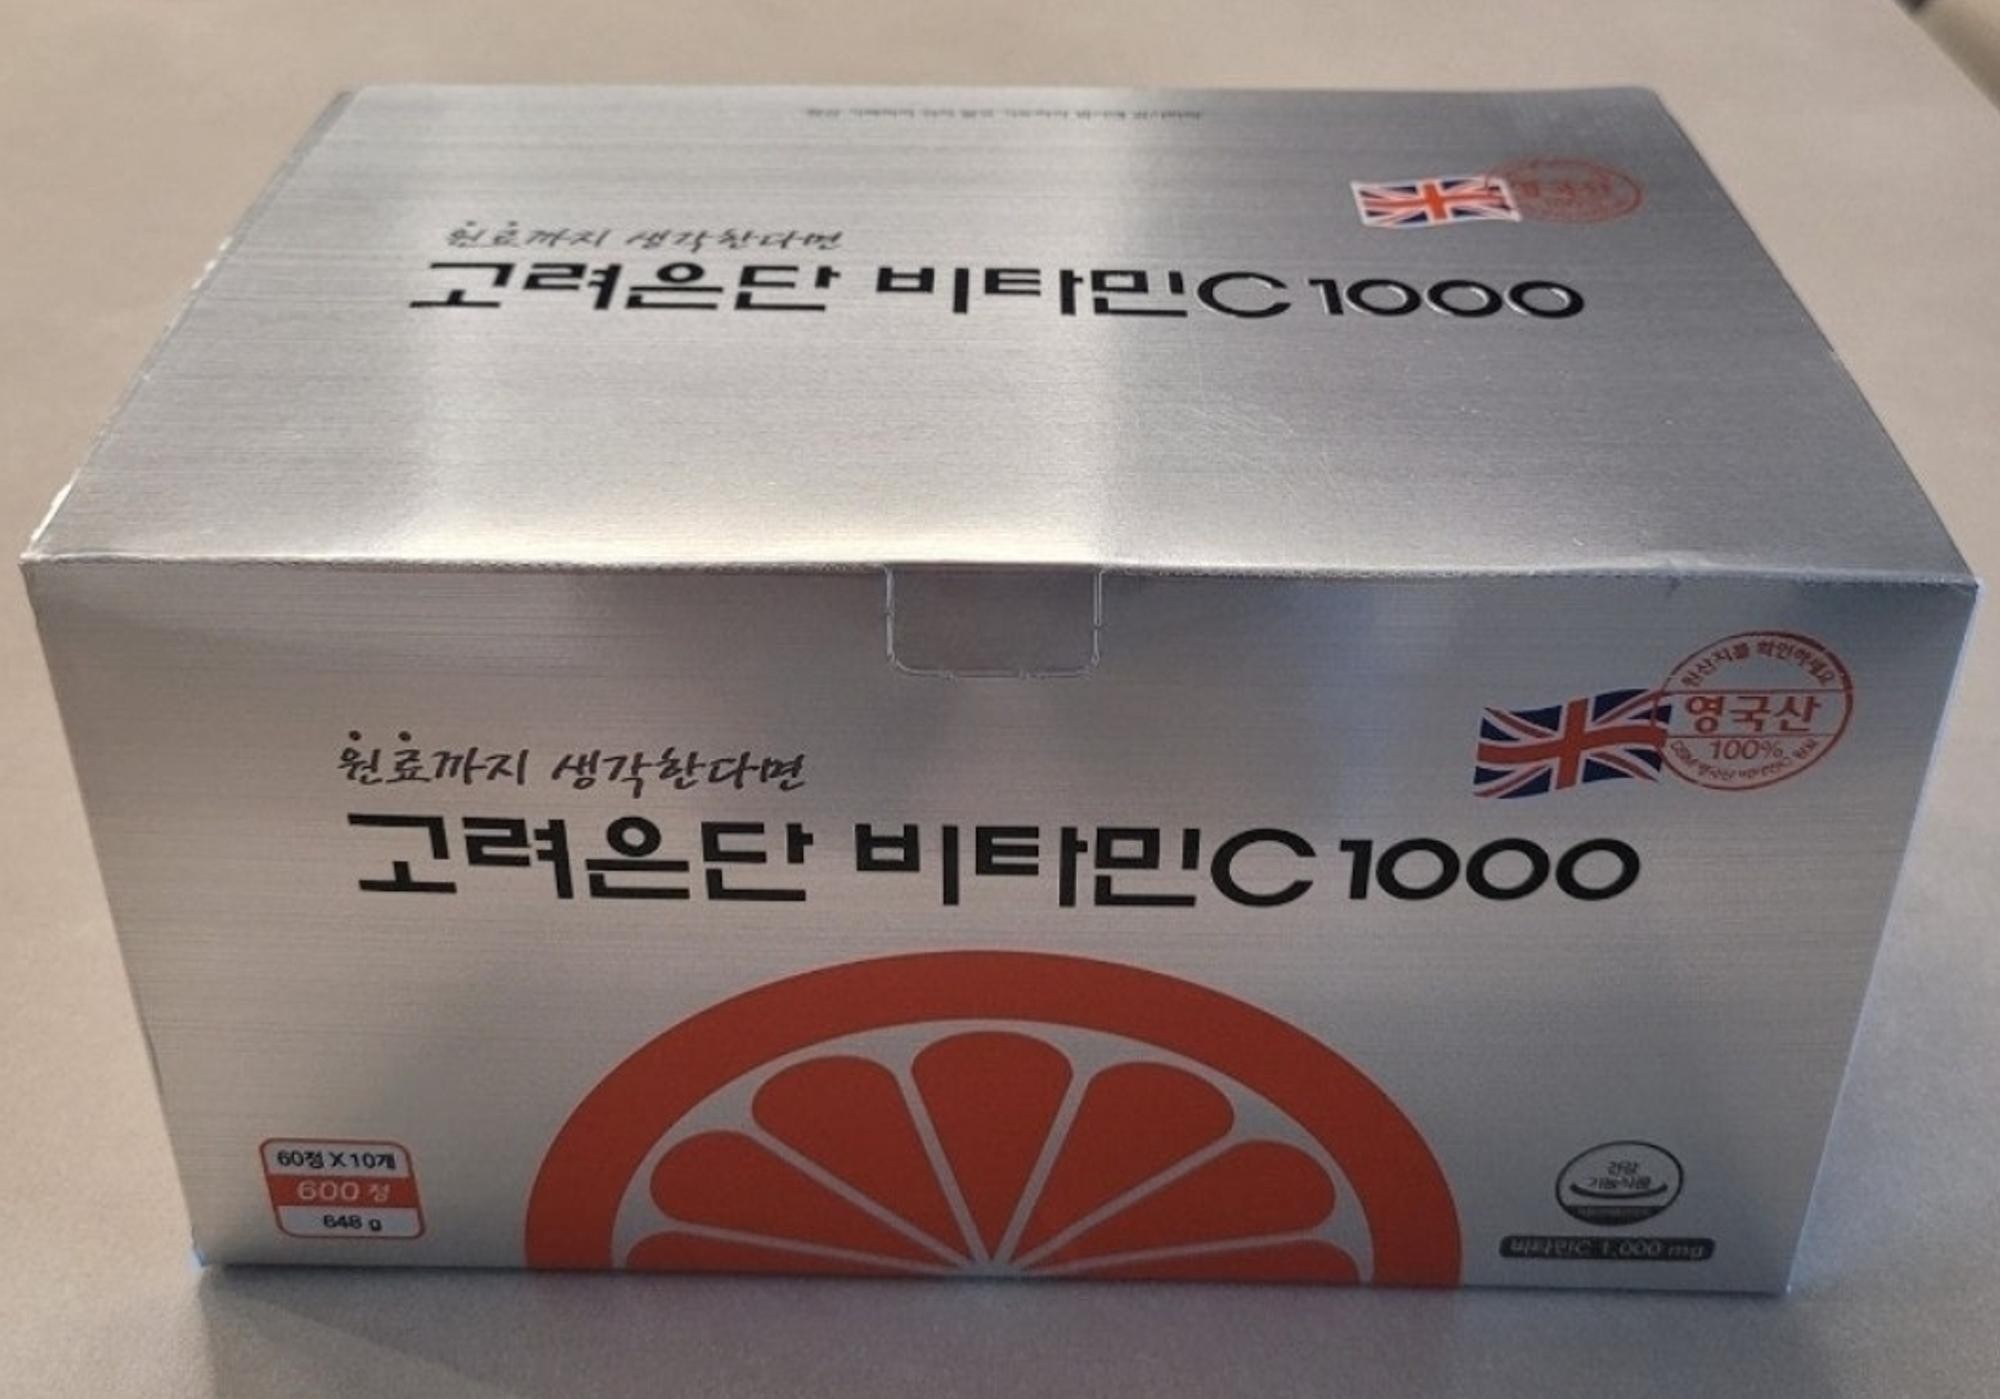 원료까지 생각한다면
고려은단 비타민C 1000
영국산
원료까지 생각한다면
고려은단 비타민C 1000
원산지를 확인하세요
영국산
100%
60정 X 10개
600 정
648 g
건강
기능식품
비타민C 1,000 mg